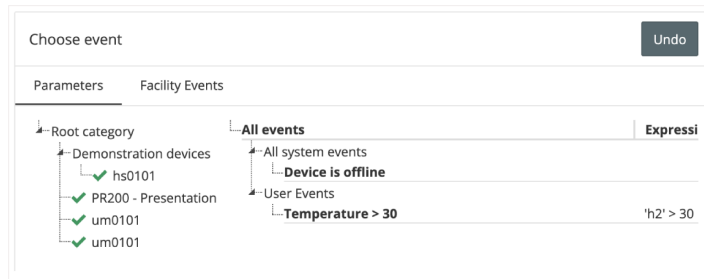 Choose event
Undo
Parameters
Facility Events
Root category
Demonstration devices
hs0101
PR200 - Presentation
um0101
um0101
All events
Expressi
All system events
Device is offline
User Events
Temperature > 30
'h2' > 30